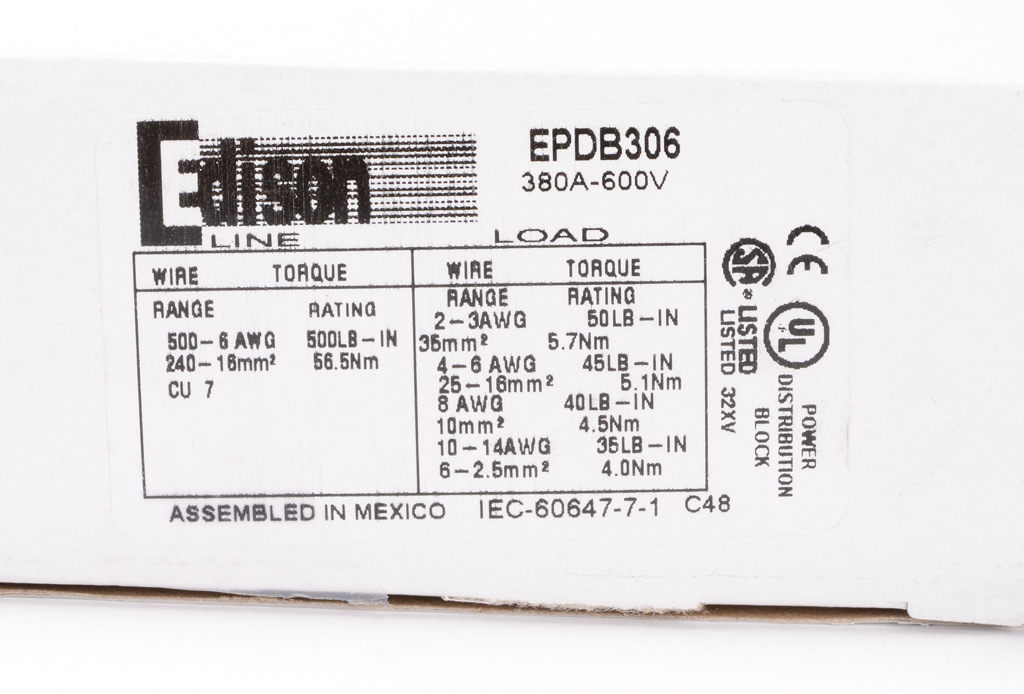 Edison
EPDB306
380A-600V
LINE
LOAD
WIRE TORQUE
RANGE RATING
500-6 AWG 500LB-IN
240-16mm² 56.5Nm
CU 7
WIRE TORQUE
RANGE RATING
2-3AWG 50LB-IN
35mm² 5.7Nm
4-6 AWG 45LB-IN
25-16mm² 5.1Nm
8 AWG 40LB-IN
10mm² 4.5Nm
10-14AWG 35LB-IN
6-2.5mm² 4.0Nm
ASSEMBLED IN MEXICO IEC-60647-7-1 C48
CE
SA ®
UL
LISTED
LISTED 32XV
POWER
DISTRIBUTION
BLOCK